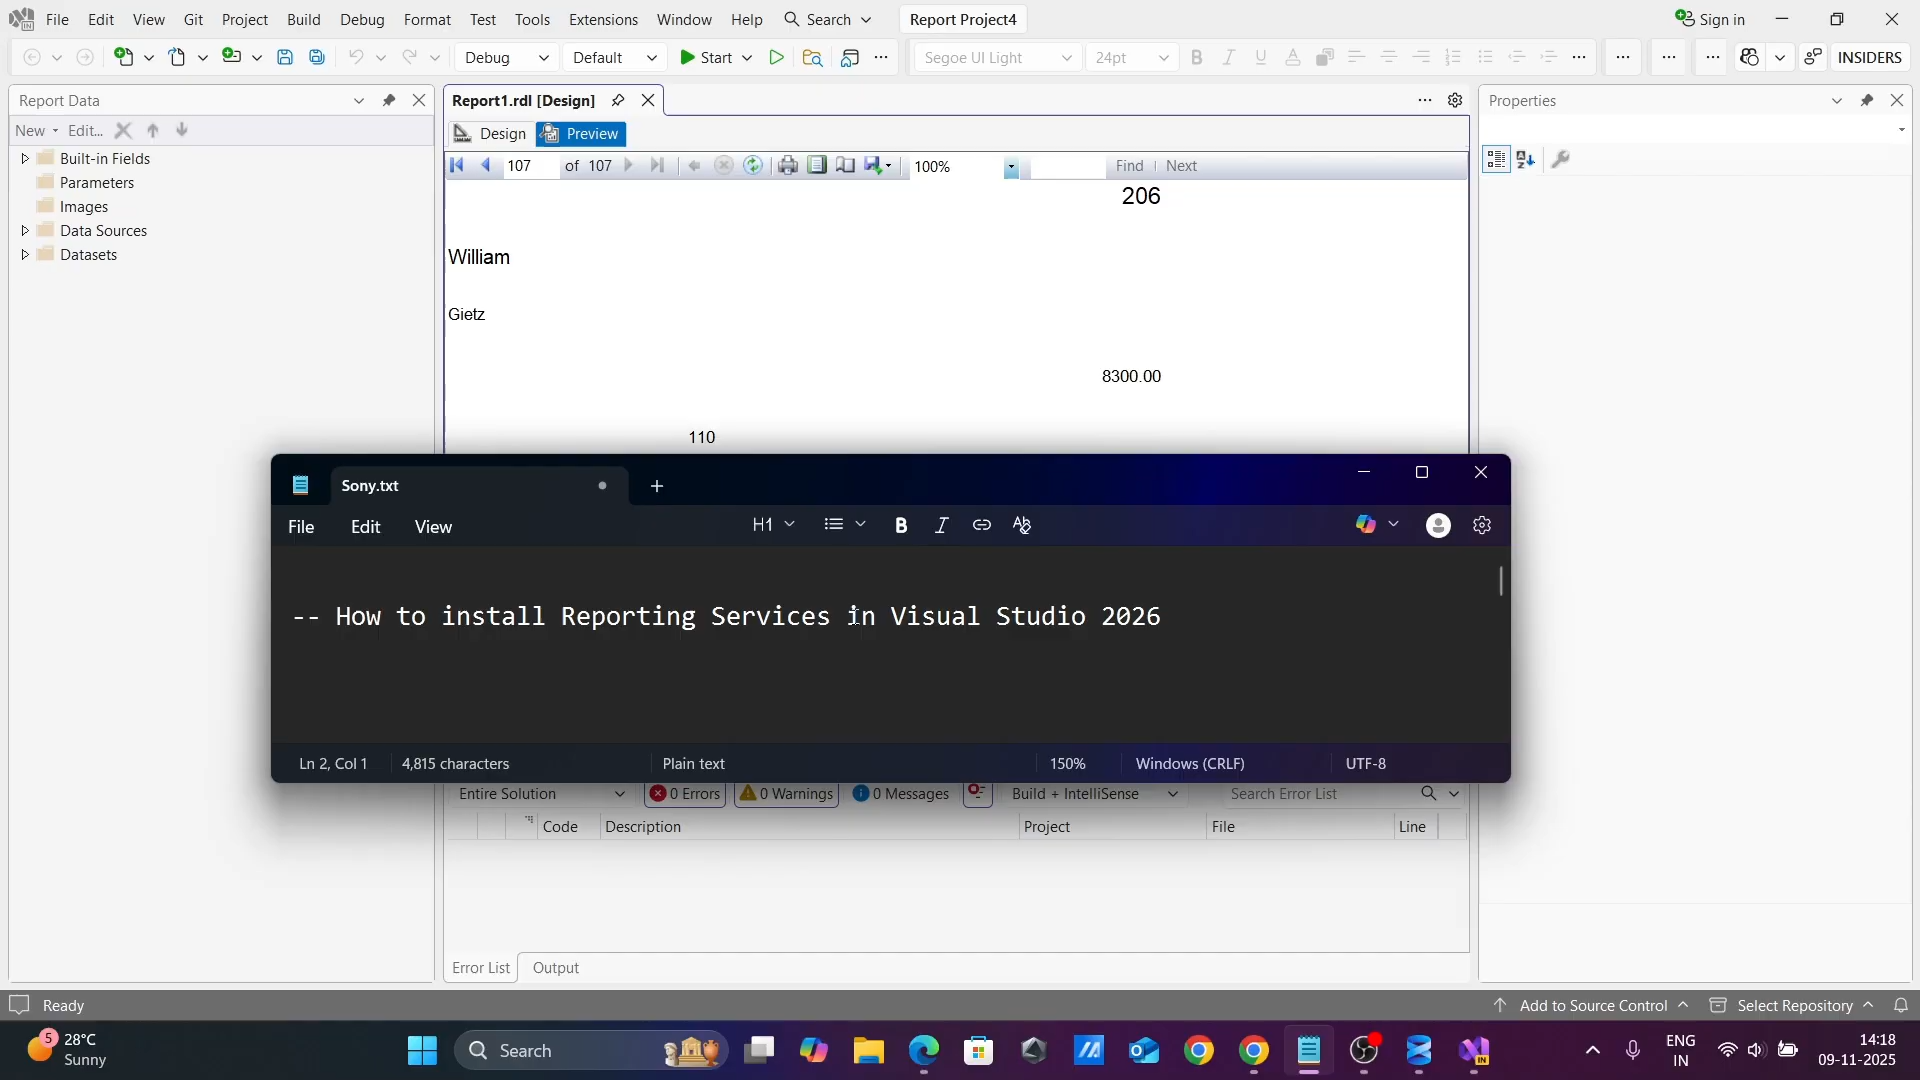 File Edit View Git Project Build Debug Format Test Tools Extensions Window Help Search Report Project4 Sign in
Debug Default Start Segoe UI Light 24pt INSIDERS
Report Data
New Edit...
Built-in Fields
Parameters
Images
Data Sources
Datasets
Report1.rdl [Design]
Design Preview
107 of 107 100% Find Next
206
William
Gietz
8300.00
110
Properties
Sony.txt
File Edit View H1
-- How to install Reporting Services in Visual Studio 2026
Ln 2, Col 1 4,815 characters Plain text 150% Windows (CRLF) UTF-8
Entire Solution 0 Errors 0 Warnings 0 Messages Build + IntelliSense Search Error List
Code Description Project File Line
Error List Output
Ready Add to Source Control Select Repository
5 28°C
Sunny
Search
ENG
IN
14:18
09-11-2025